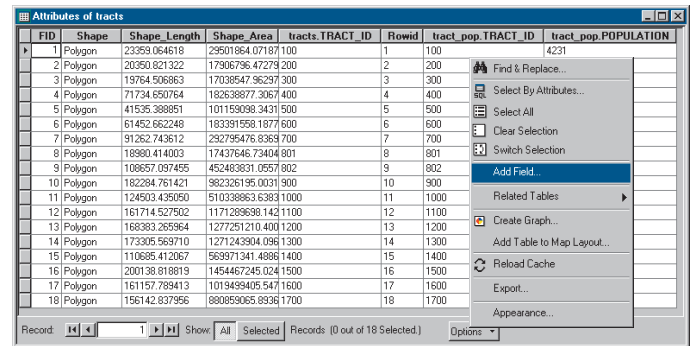 Attributes of tracts
FID Shape Shape_Length Shape_Area tracts.TRACT_ID Rowid tract_pop.TRACT_ID tract_pop.POPULATION
1 Polygon 23359.064618 29501864.07187 100 1 100 4231
2 Polygon 20350.821322 17906796.47279 200 2 200
3 Polygon 19764.506863 17038547.96297 300 3 300
4 Polygon 71734.650764 182638877.3067 400 4 400
5 Polygon 41535.388851 101159098.3431 500 5 500
6 Polygon 61452.662248 183391558.1877 600 6 600
7 Polygon 91262.743612 292795476.8369 700 7 700
8 Polygon 18980.414003 17437646.73404 801 8 801
9 Polygon 108657.097455 452483831.0557 802 9 802
10 Polygon 182284.761421 982326195.0031 900 10 900
11 Polygon 124503.435050 510338863.6383 1000 11 1000
12 Polygon 161714.527502 1171289698.142 1100 12 1100
13 Polygon 168383.265964 1277251210.400 1200 13 1200
14 Polygon 173305.569710 1271243904.096 1300 14 1300
15 Polygon 110685.412067 569971341.4886 1400 15 1400
16 Polygon 200138.818819 1454467245.024 1500 16 1500
17 Polygon 161157.789413 1019499405.547 1600 17 1600
18 Polygon 156142.837956 880859065.8936 1700 18 1700
Find & Replace...
SQL Select By Attributes...
Select All
Clear Selection
Switch Selection
Add Field...
Related Tables
Create Graph...
Add Table to Map Layout...
Reload Cache
Export...
Appearance...
Record: 1 Show: All Selected Records (0 out of 18 Selected.) Options